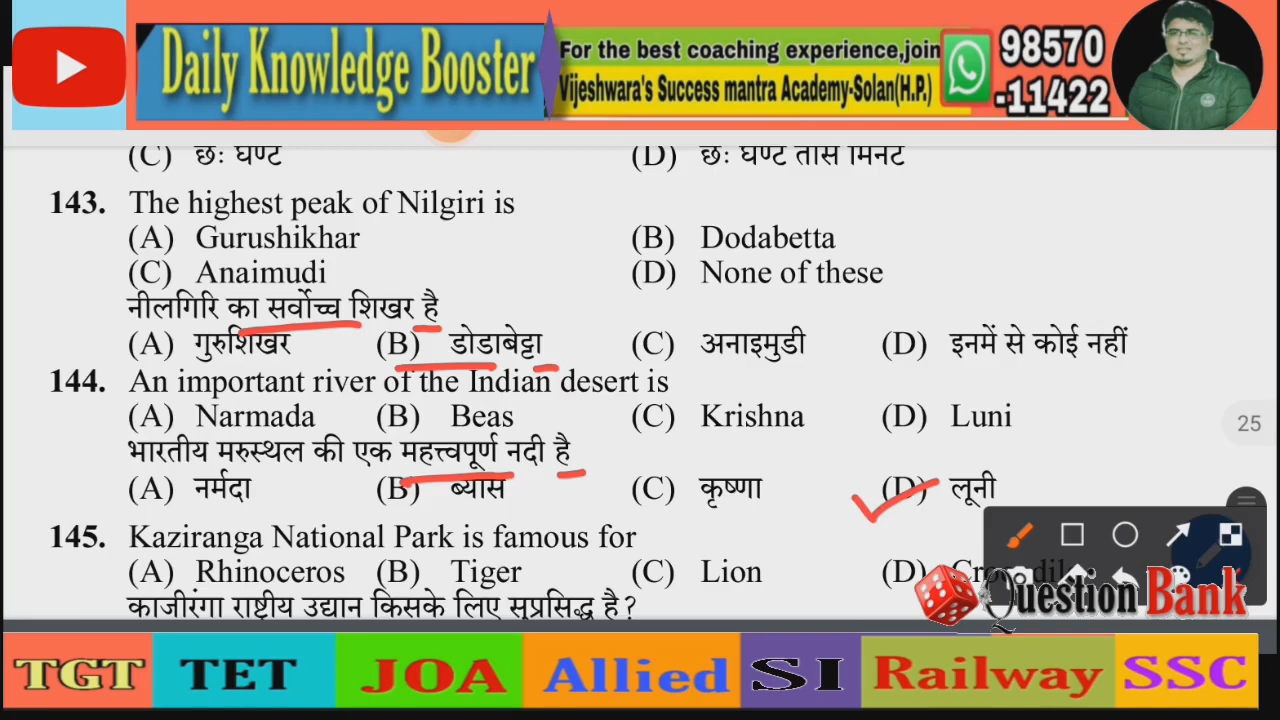 Daily Knowledge Booster
For the best coaching experience,join
Vijeshwara's Success mantra Academy-Solan(H.P.)
98570
-11422
(C) छः घण्टे (D) छः घण्टे तीस मिनट
143. The highest peak of Nilgiri is
(A) Gurushikhar (B) Dodabetta
(C) Anaimudi (D) None of these
नीलगिरि का सर्वोच्च शिखर है
(A) गुरुशिखर (B) डोडाबेट्टा (C) अनाइमुडी (D) इनमें से कोई नहीं
144. An important river of the Indian desert is
(A) Narmada (B) Beas (C) Krishna (D) Luni
भारतीय मरुस्थल की एक महत्त्वपूर्ण नदी है
(A) नर्मदा (B) ब्यास (C) कृष्णा (D) लूनी
25
145. Kaziranga National Park is famous for
(A) Rhinoceros (B) Tiger (C) Lion (D)
काजीरंगा राष्ट्रीय उद्यान किसके लिए सुप्रसिद्ध है?
Question Bank
TGT TET JOA Allied SI Railway SSC